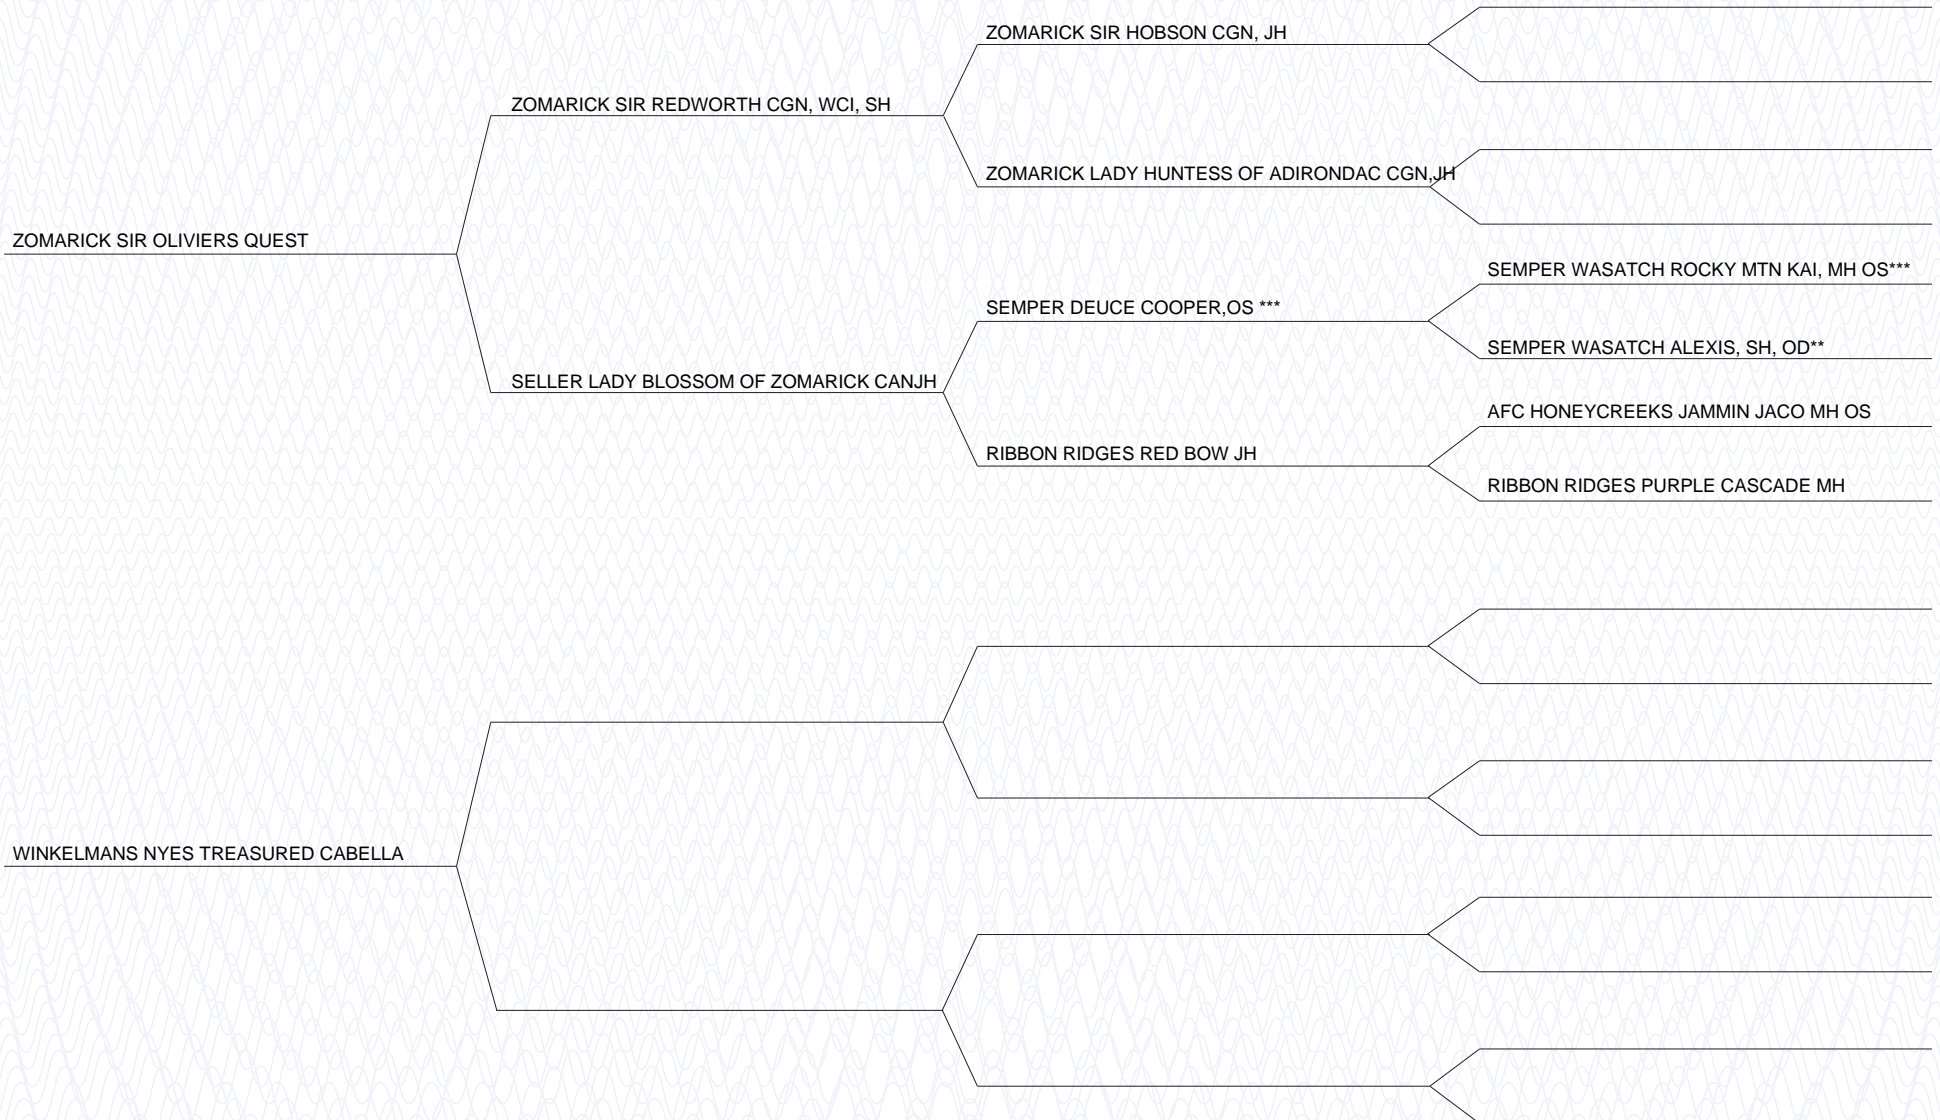 ZOMARICK SIR HOBSON CGN, JH
ZOMARICK SIR REDWORTH CGN, WCI, SH
ZOMARICK LADY HUNTESS OF ADIRONDAC CGN,JH
ZOMARICK SIR OLIVIERS QUEST
SEMPER WASATCH ROCKY MTN KAI, MH OS***
SEMPER DEUCE COOPER,OS ***
SEMPER WASATCH ALEXIS, SH, OD**
SELLER LADY BLOSSOM OF ZOMARICK CANJH
AFC HONEYCREEKS JAMMIN JACO MH OS
RIBBON RIDGES RED BOW JH
RIBBON RIDGES PURPLE CASCADE MH
WINKELMANS NYES TREASURED CABELLA